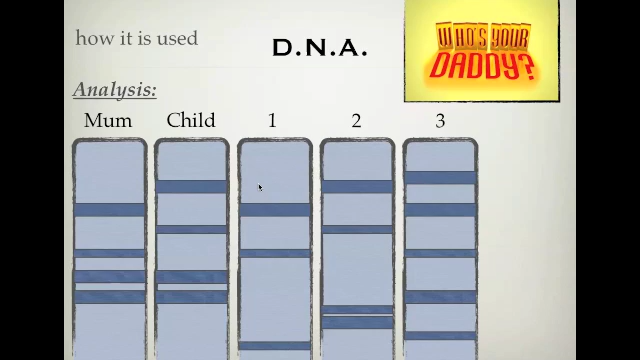 how it is used
D.N.A.
WHO'S YOUR
DADDY?
Analysis:
Mum Child 1 2 3